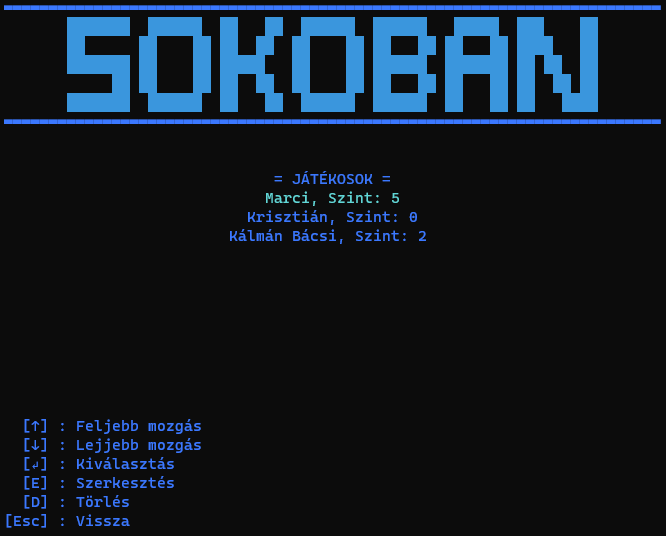 SOKOBAN
= JÁTÉKOSOK =
Marci, Szint: 5
Krisztián, Szint: 0
Kálmán Bácsi, Szint: 2
[↑] : Feljebb mozgás
[↓] : Lejjebb mozgás
[↲] : Kiválasztás
[E] : Szerkesztés
[D] : Törlés
[Esc] : Vissza